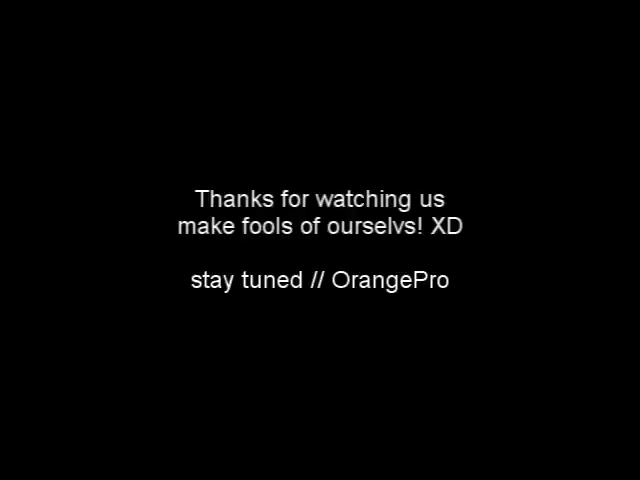 Thanks for watching us
make fools of ourselvs! XD
stay tuned // OrangePro